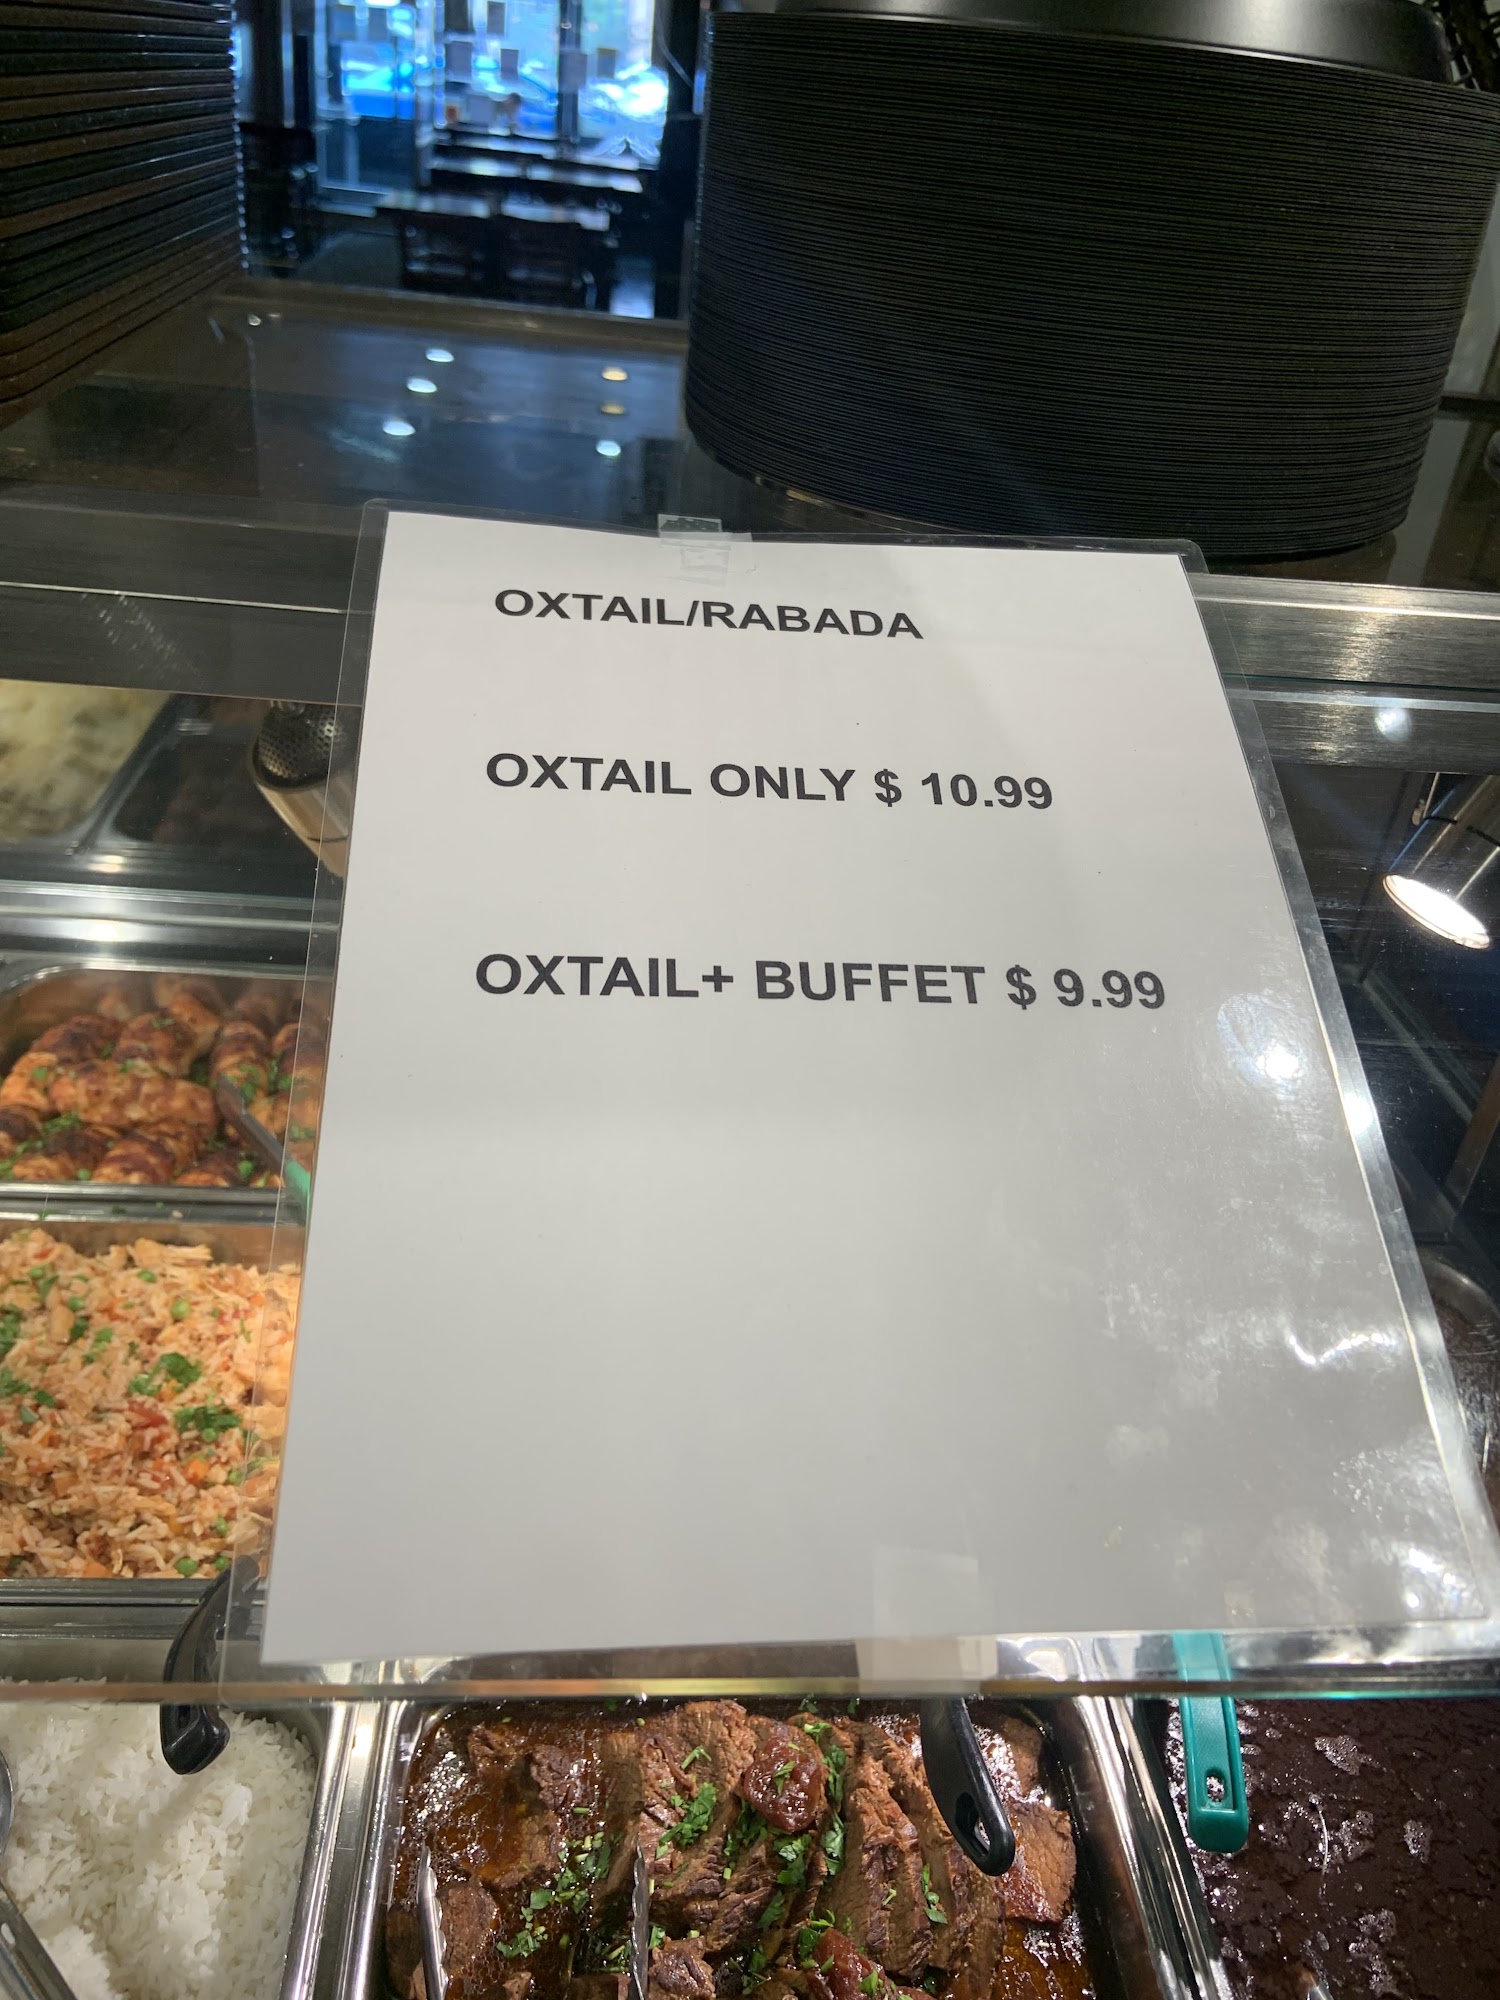 OXTAIL/RABADA
OXTAIL ONLY $ 10.99
OXTAIL+ BUFFET $ 9.99